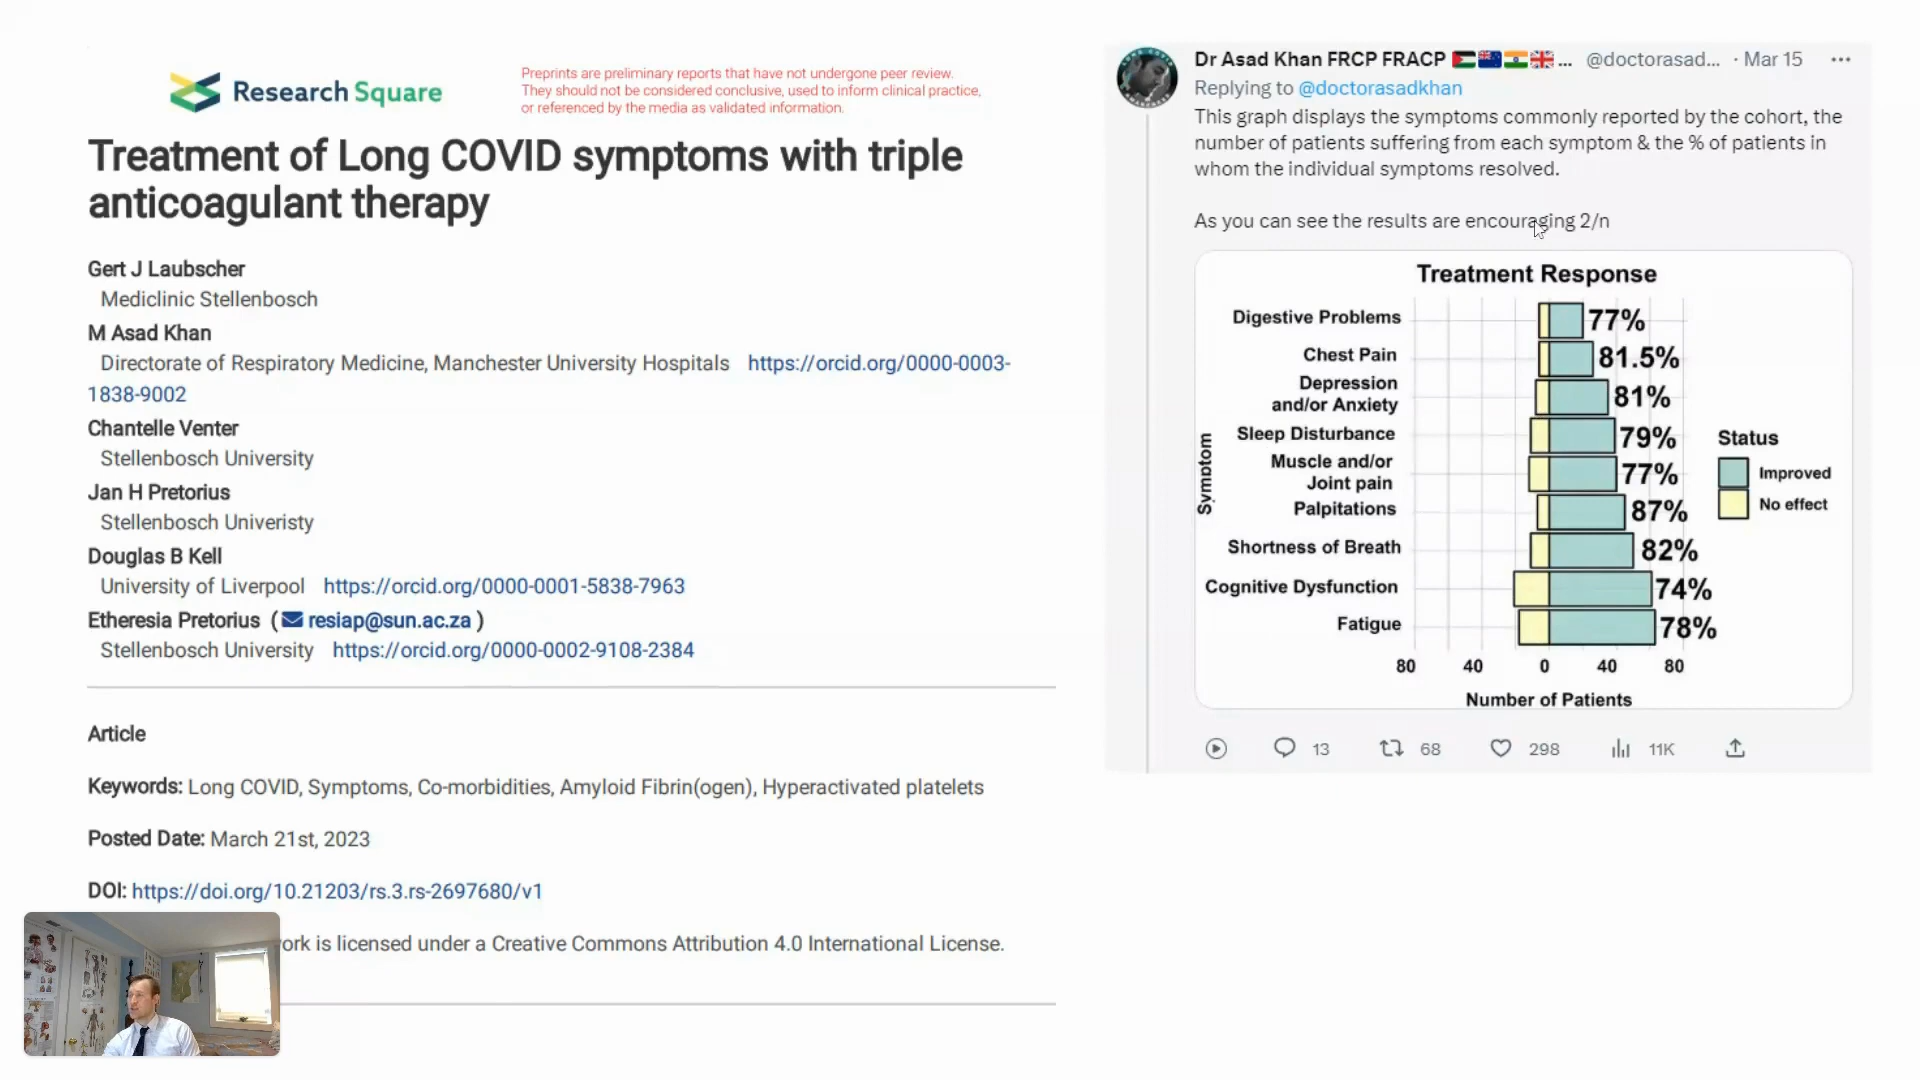 Research Square
Preprints are preliminary reports that have not undergone peer review.
They should not be considered conclusive, used to inform clinical practice,
or referenced by the media as validated information.
Treatment of Long COVID symptoms with triple
anticoagulant therapy
Gert J Laubscher
Mediclinic Stellenbosch
M Asad Khan
Directorate of Respiratory Medicine, Manchester University Hospitals https://orcid.org/0000-0003-
1838-9002
Chantelle Venter
Stellenbosch University
Jan H Pretorius
Stellenbosch Univeristy
Douglas B Kell
University of Liverpool https://orcid.org/0000-0001-5838-7963
Etheresia Pretorius ( resiap@sun.ac.za )
Stellenbosch University https://orcid.org/0000-0002-9108-2384
Article
Keywords: Long COVID, Symptoms, Co-morbidities, Amyloid Fibrin(ogen), Hyperactivated platelets
Posted Date: March 21st, 2023
DOI: https://doi.org/10.21203/rs.3.rs-2697680/v1
is licensed under a Creative Commons Attribution 4.0 International License.
Dr Asad Khan FRCP FRACP ... @doctorasad... · Mar 15 ...
Replying to @doctorasadkhan
This graph displays the symptoms commonly reported by the cohort, the
number of patients suffering from each symptom & the % of patients in
whom the individual symptoms resolved.
As you can see the results are encouraging 2/n
Treatment Response
Digestive Problems 77%
Chest Pain 81.5%
Depression
and/or Anxiety 81%
Sleep Disturbance 79%
Muscle and/or
Joint pain 77%
Palpitations 87%
Shortness of Breath 82%
Cognitive Dysfunction 74%
Fatigue 78%
Symptom
Status
Improved
No effect
80 40 0 40 80
Number of Patients
13 68 298 11K